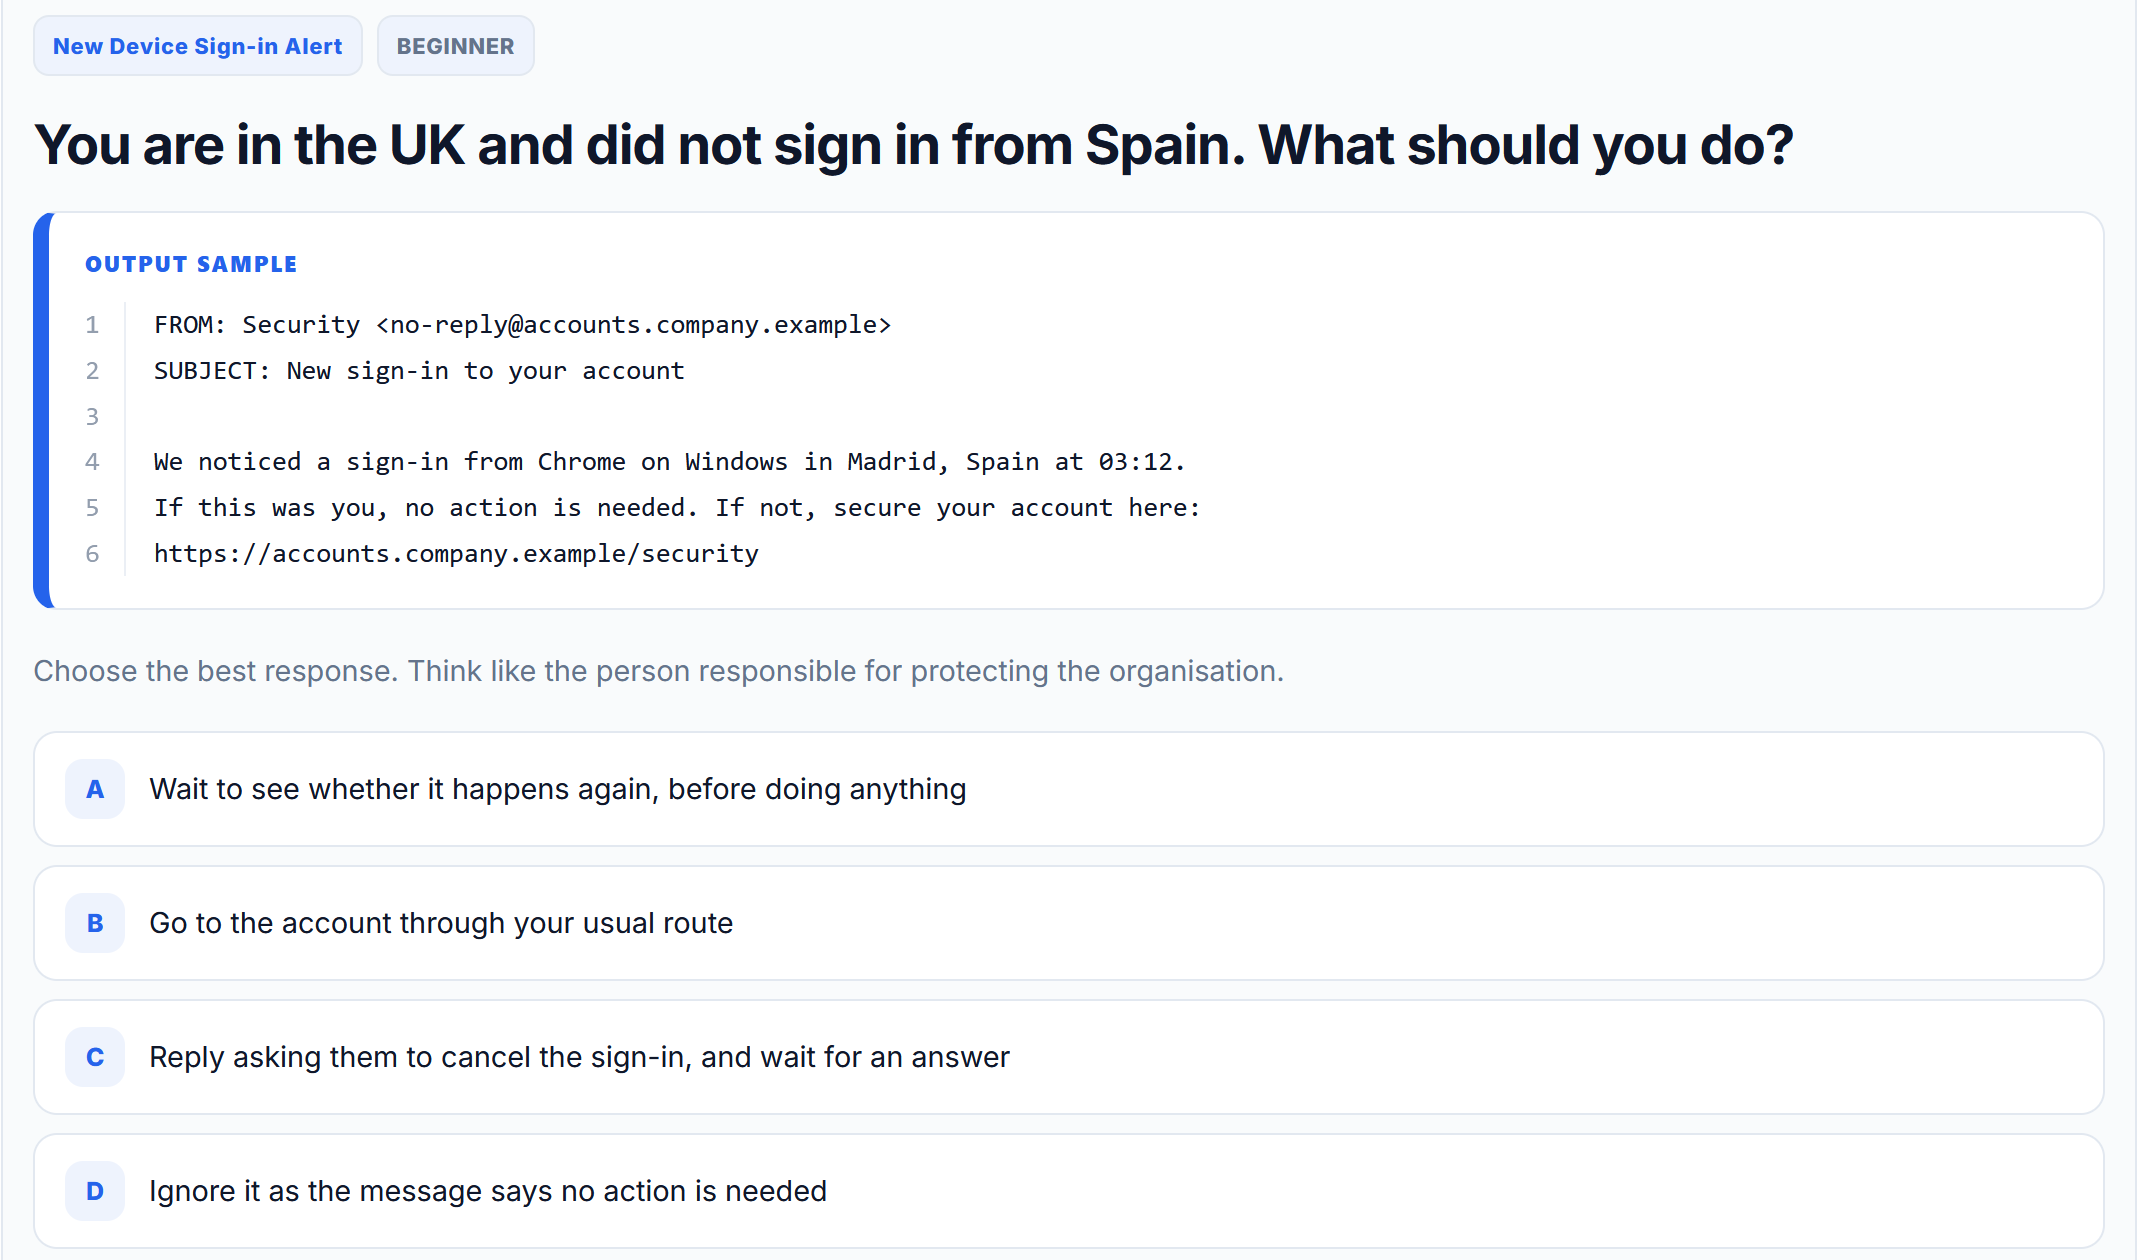 New Device Sign-in Alert
BEGINNER
You are in the UK and did not sign in from Spain. What should you do?
OUTPUT SAMPLE
1 FROM: Security <no-reply@accounts.company.example>
2 SUBJECT: New sign-in to your account
3
4 We noticed a sign-in from Chrome on Windows in Madrid, Spain at 03:12.
5 If this was you, no action is needed. If not, secure your account here:
6 https://accounts.company.example/security
Choose the best response. Think like the person responsible for protecting the organisation.
A Wait to see whether it happens again, before doing anything
B Go to the account through your usual route
C Reply asking them to cancel the sign-in, and wait for an answer
D Ignore it as the message says no action is needed